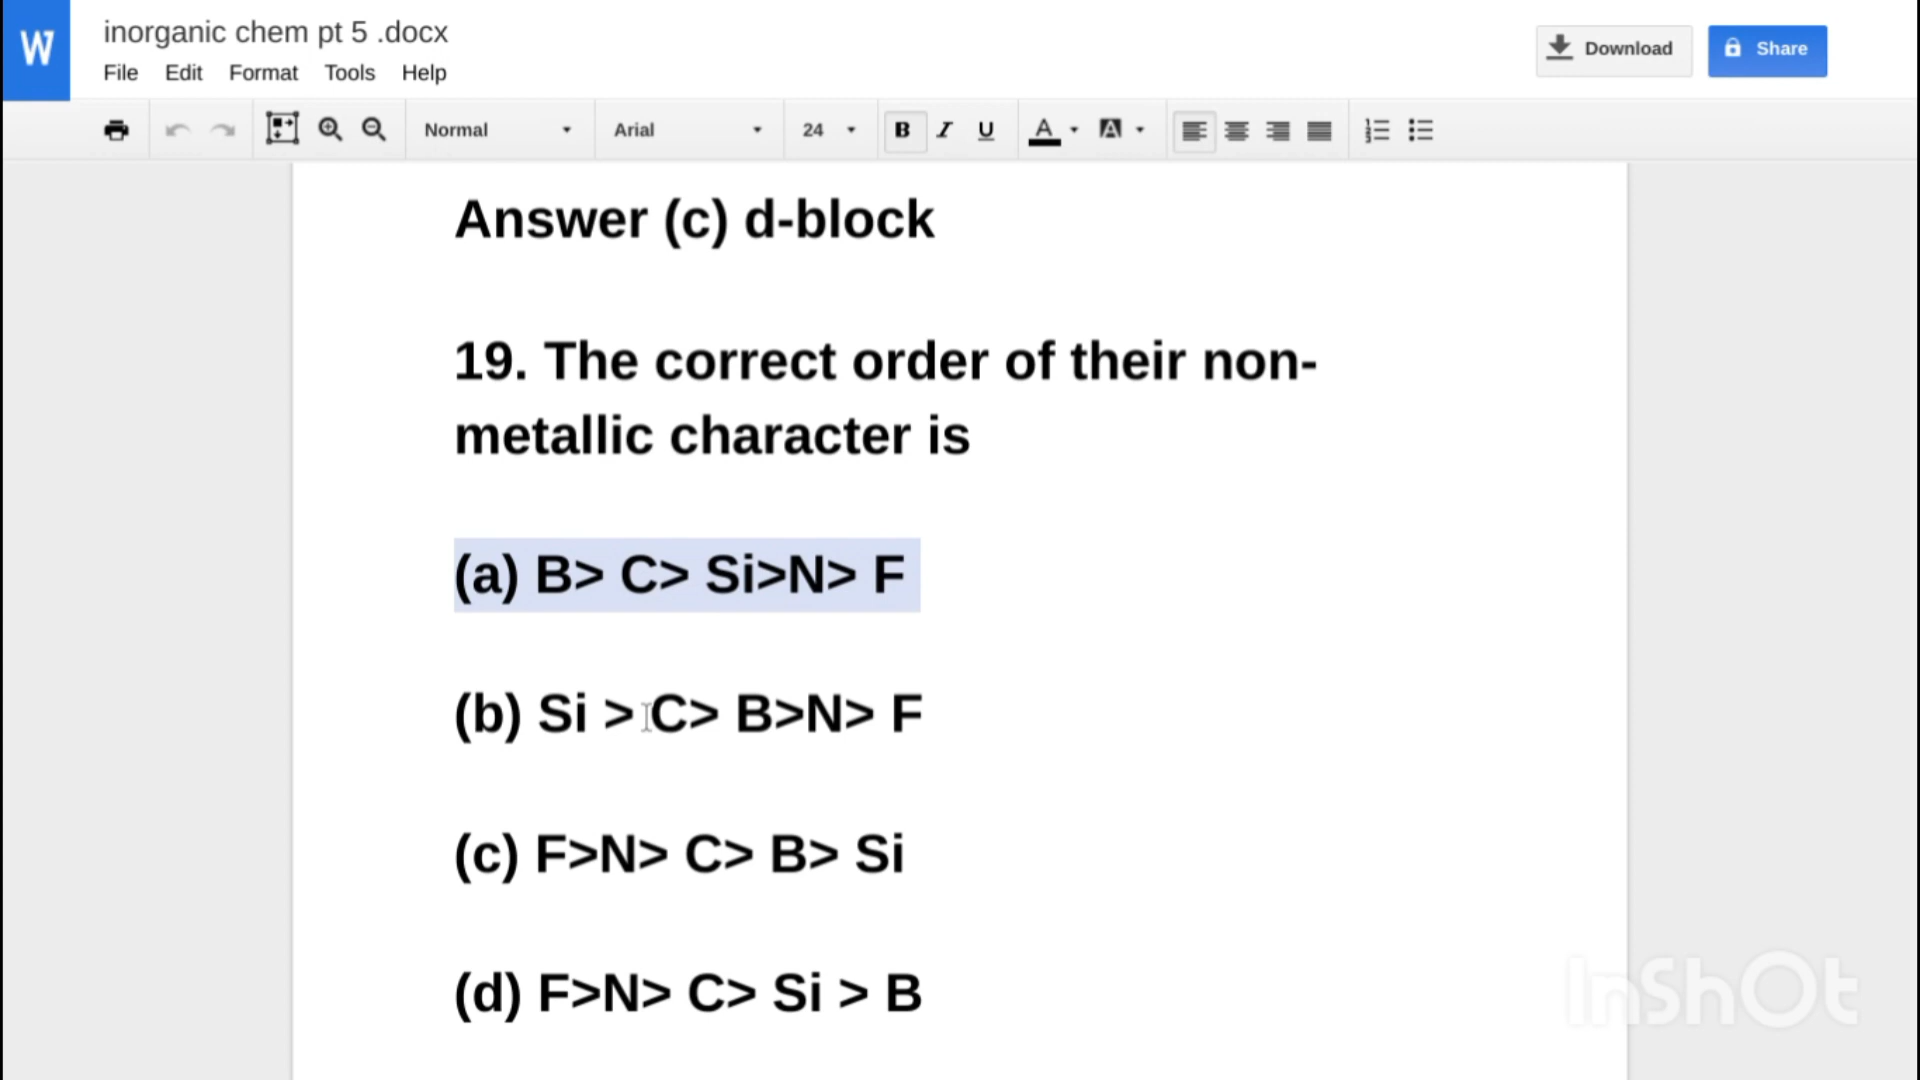 W
inorganic chem pt 5 .docx
File Edit Format Tools Help
Download
Share
Normal
Arial
24
B I U A A
Answer (c) d-block
19. The correct order of their non-
metallic character is
(a) B> C> Si>N> F
(b) Si > C> B>N> F
(c) F>N> C> B> Si
(d) F>N> C> Si > B
InShOt